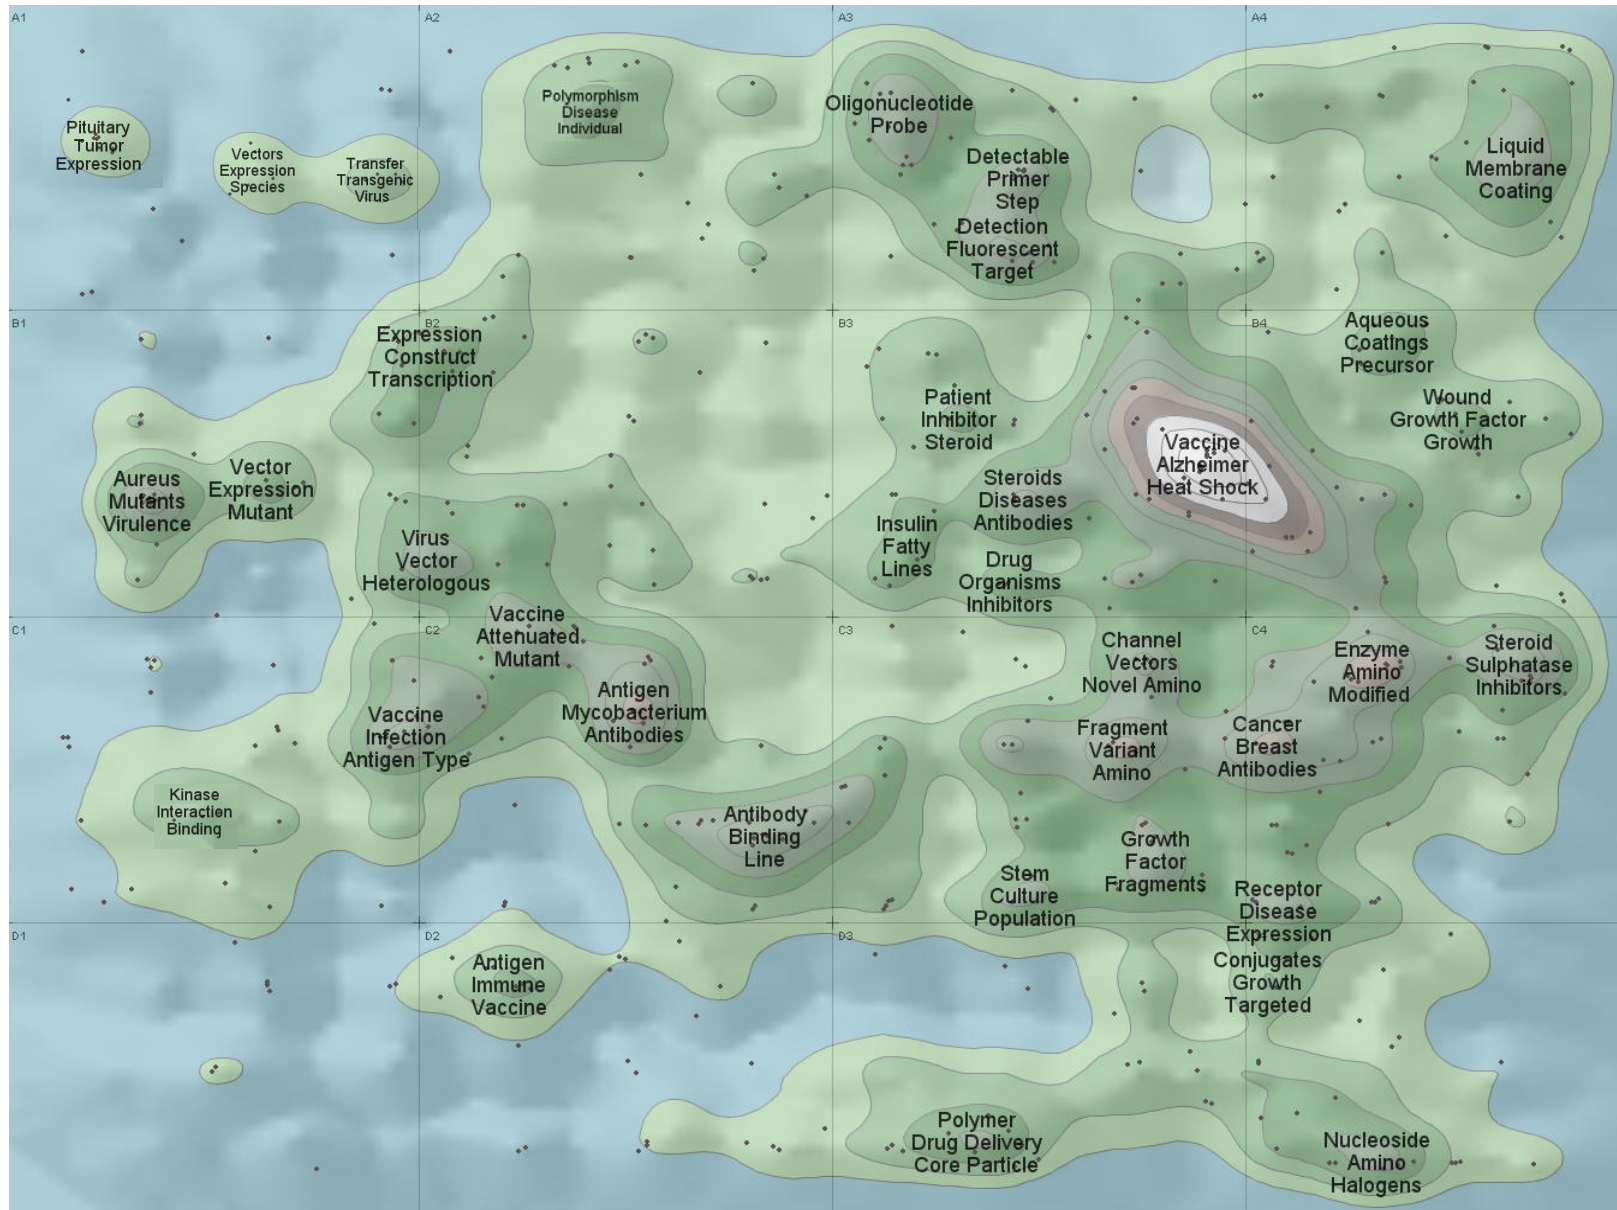 A1
A2
A3
A4
Polymorphism
Disease
Individual
Oligonucleotide
Probe
Pituitary
Tumor
Expression
Vectors
Expression
Species
Transfer
Transgenic
Virus
Detectable
Primer
Step
Detection
Fluorescent
Target
Liquid
Membrane
Coating
B1
B2
B3
B4
Expression
Construct
Transcription
Aqueous
Coatings
Precursor
Patient
Inhibitor
Steroid
Wound
Growth Factor
Growth
Vaccine
Alzheimer
Heat Shock
Aureus
Mutants
Virulence
Vector
Expression
Mutant
Steroids
Diseases
Antibodies
Insulin
Fatty
Lines
Virus
Vector
Heterologous
Drug
Organisms
Inhibitors
C1
C2
C3
C4
Vaccine
Attenuated
Mutant
Channel
Vectors
Novel Amino
Enzyme
Amino
Modified
Steroid
Sulphatase
Inhibitors
Antigen
Mycobacterium
Antibodies
Vaccine
Infection
Antigen Type
Fragment
Variant
Amino
Cancer
Breast
Antibodies
Kinase
Interaction
Binding
Antibody
Binding
Line
Growth
Factor
Fragments
Stem
Culture
Population
Receptor
Disease
Expression
D1
D2
D3
Conjugates
Growth
Targeted
Antigen
Immune
Vaccine
Polymer
Drug Delivery
Core Particle
Nucleoside
Amino
Halogens